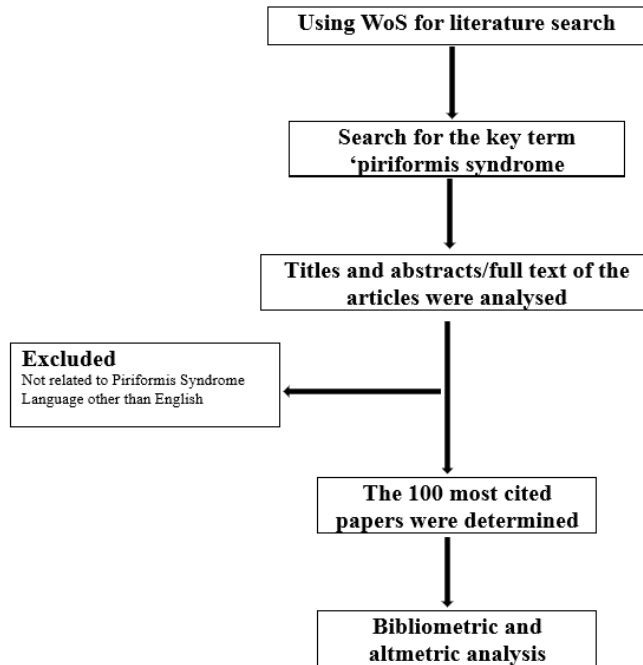 Using WoS for literature search
Search for the key term
‘piriformis syndrome
Titles and abstracts/full text of the
articles were analysed
Excluded
Not related to Piriformis Syndrome
Language other than English
The 100 most cited
papers were determined
Bibliometric and
altmetric analysis